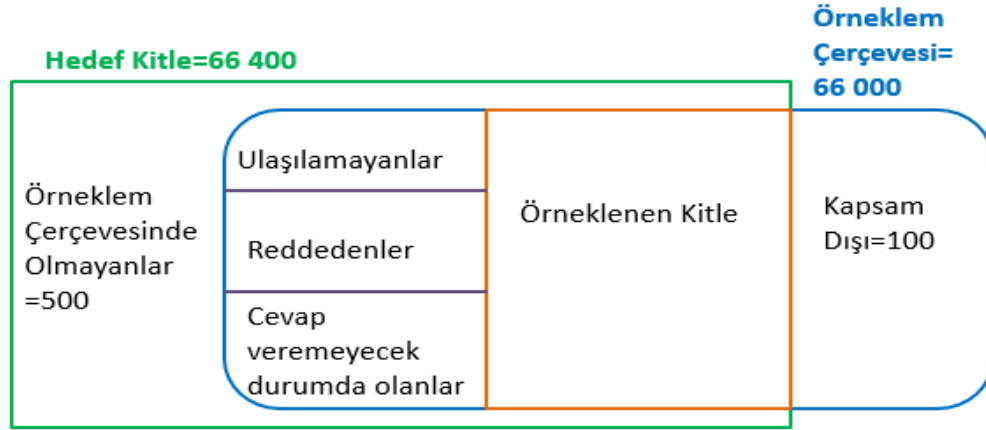 Hedef Kitle=66 400
Örneklem
Çerçevesi=
66 000
Örneklem
Çerçevesinde
Olmayanlar
=500
Ulaşılamayanlar
Reddedenler
Cevap
veremeyecek
durumda olanlar
Örneklenen Kitle
Kapsam
Dışı=100